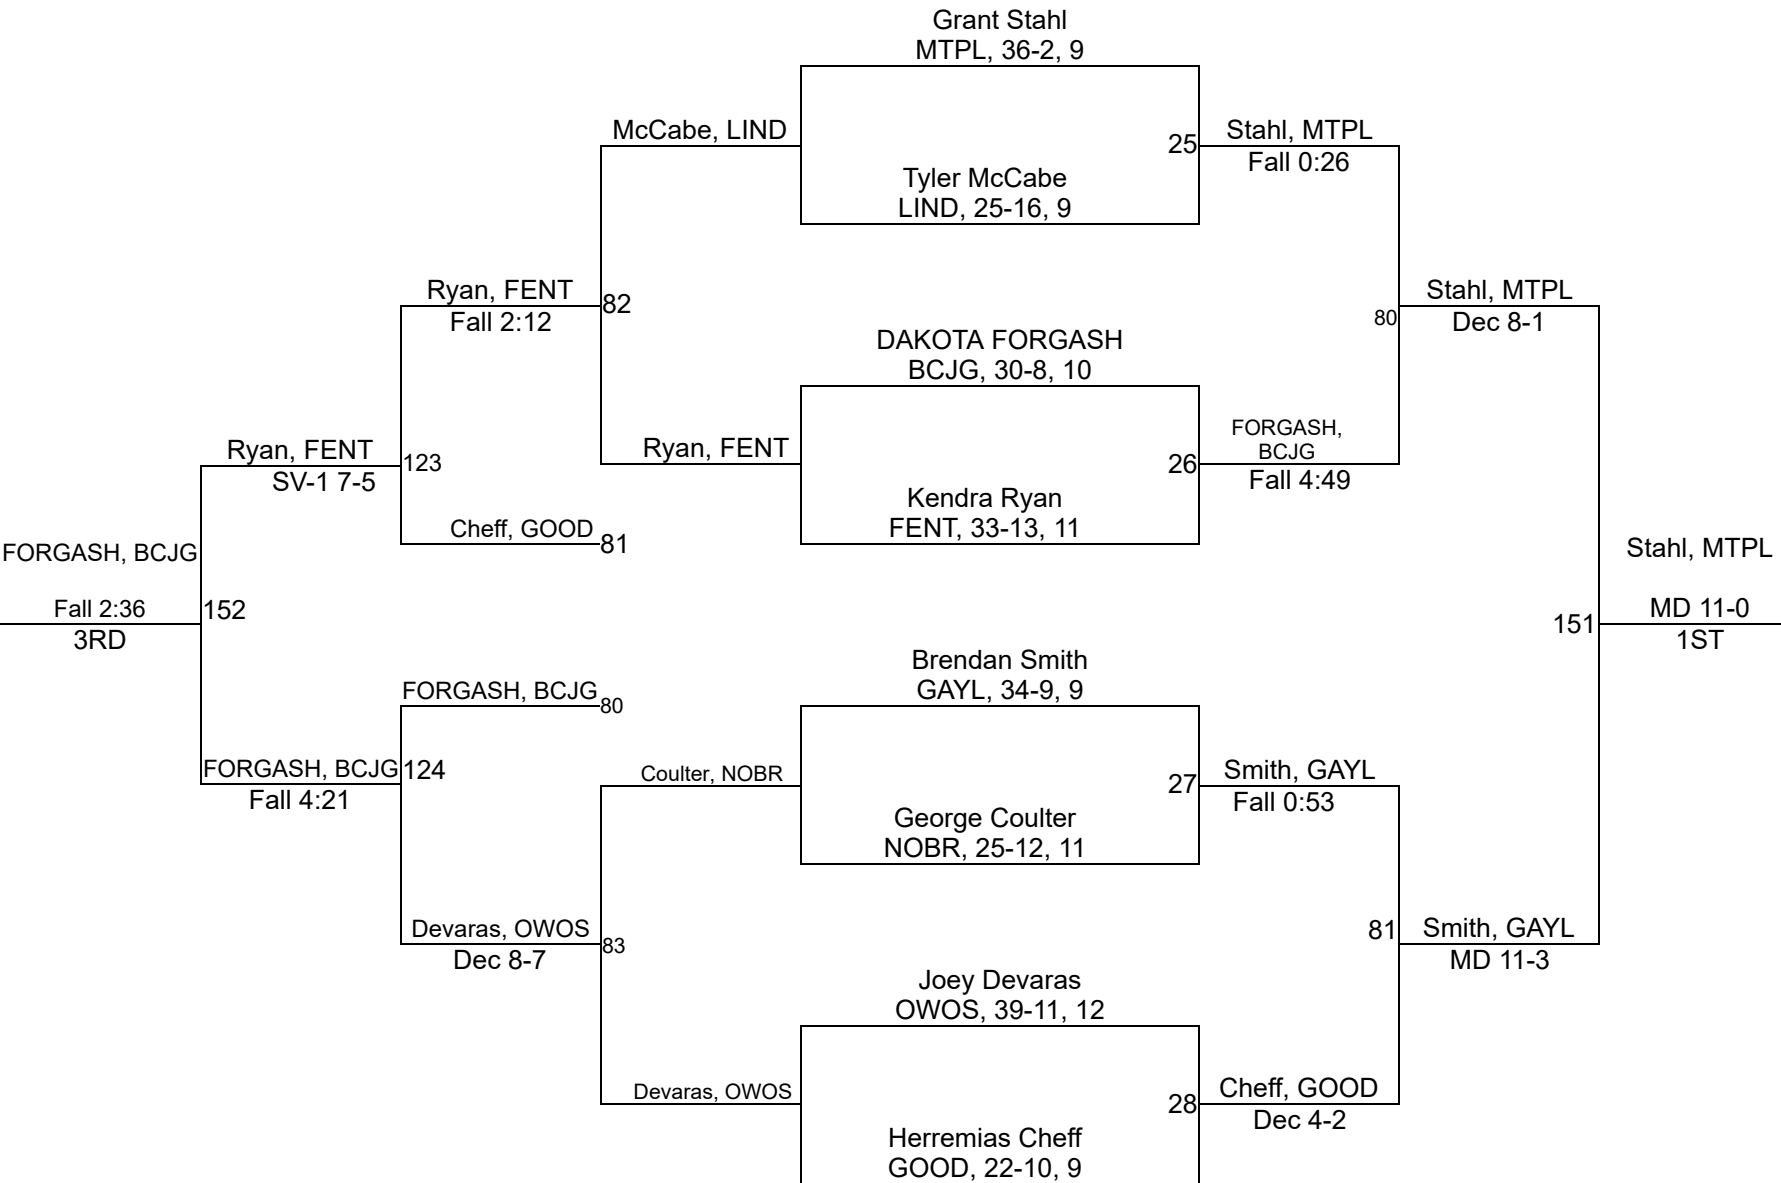 Grant Stahl
MTPL, 36-2, 9
McCabe, LIND
25
Stahl, MTPL
Fall 0:26
Tyler McCabe
LIND, 25-16, 9
Ryan, FENT
Fall 2:12
82
80
Stahl, MTPL
Dec 8-1
DAKOTA FORGASH
BCJG, 30-8, 10
Ryan, FENT
SV-1 7-5
123
Ryan, FENT
26
FORGASH,
BCJG
Fall 4:49
Kendra Ryan
FENT, 33-13, 11
Cheff, GOOD
81
FORGASH, BCJG
Fall 2:36
3RD
152
Stahl, MTPL
151
MD 11-0
1ST
Brendan Smith
GAYL, 34-9, 9
FORGASH, BCJG
80
FORGASH, BCJG
Fall 4:21
124
Coulter, NOBR
27
Smith, GAYL
Fall 0:53
George Coulter
NOBR, 25-12, 11
Devaras, OWOS
Dec 8-7
83
81
Smith, GAYL
MD 11-3
Joey Devaras
OWOS, 39-11, 12
Devaras, OWOS
28
Cheff, GOOD
Dec 4-2
Herremias Cheff
GOOD, 22-10, 9